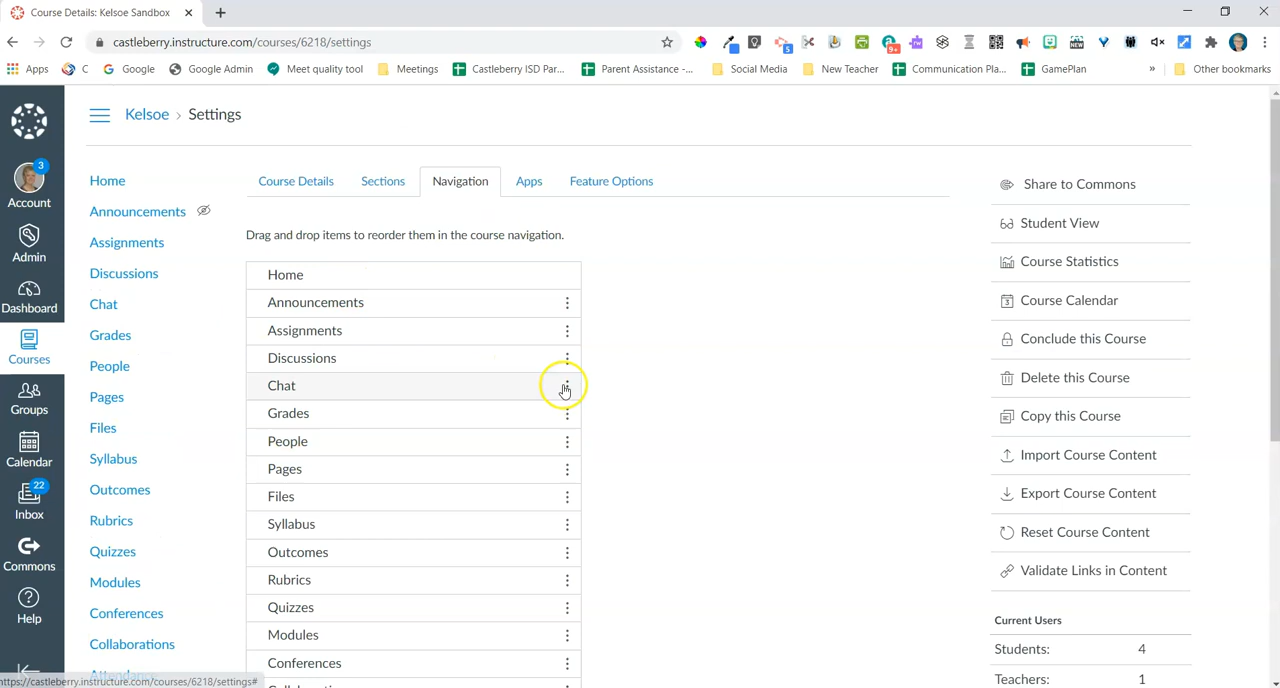 Course Details: Kelsoe Sandbox
castleberry.instructure.com/courses/6218/settings
5
9+
NEW
Apps
C
Google
Google Admin
Meet quality tool
Meetings
Castleberry ISD Par...
Parent Assistance -...
Social Media
New Teacher
Communication Pla...
GamePlan
»
Other bookmarks
3
Account
Admin
Dashboard
Courses
Groups
Calendar
22
Inbox
Commons
Help
Kelsoe › Settings
Home
Announcements
Assignments
Discussions
Chat
Grades
People
Pages
Files
Syllabus
Outcomes
Rubrics
Quizzes
Modules
Conferences
Collaborations
Attendance
Course Details
Sections
Navigation
Apps
Feature Options
Drag and drop items to reorder them in the course navigation.
Home
Announcements
Assignments
Discussions
Chat
Grades
People
Pages
Files
Syllabus
Outcomes
Rubrics
Quizzes
Modules
Conferences
Share to Commons
Student View
Course Statistics
3
Course Calendar
Conclude this Course
Delete this Course
Copy this Course
Import Course Content
Export Course Content
Reset Course Content
Validate Links in Content
Current Users
Students: 4
Teachers: 1
https://castleberry.instructure.com/courses/6218/settings#